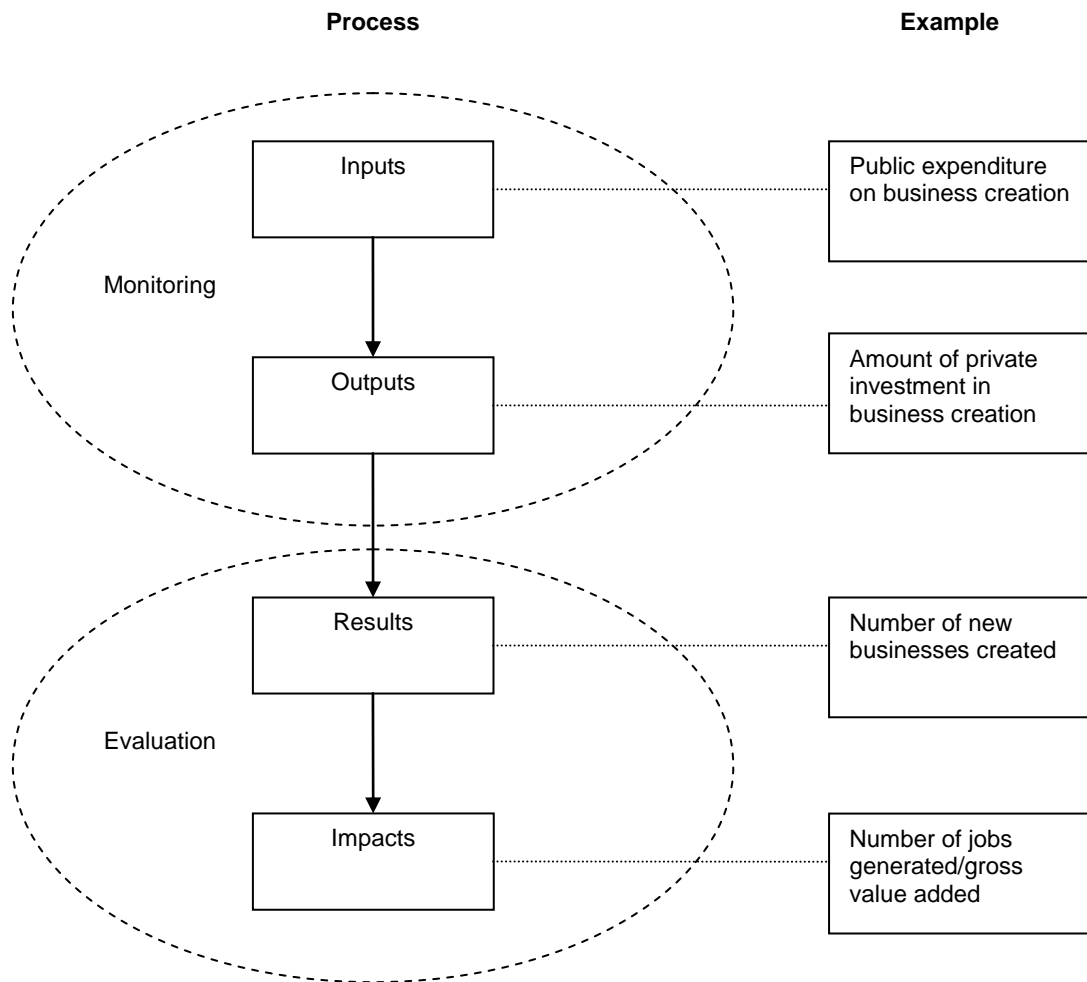 Process
Example
Inputs
Public expenditure
on business creation
Monitoring
Outputs
Amount of private
investment in
business creation
Results
Number of new
businesses created
Evaluation
Impacts
Number of jobs
generated/gross
value added